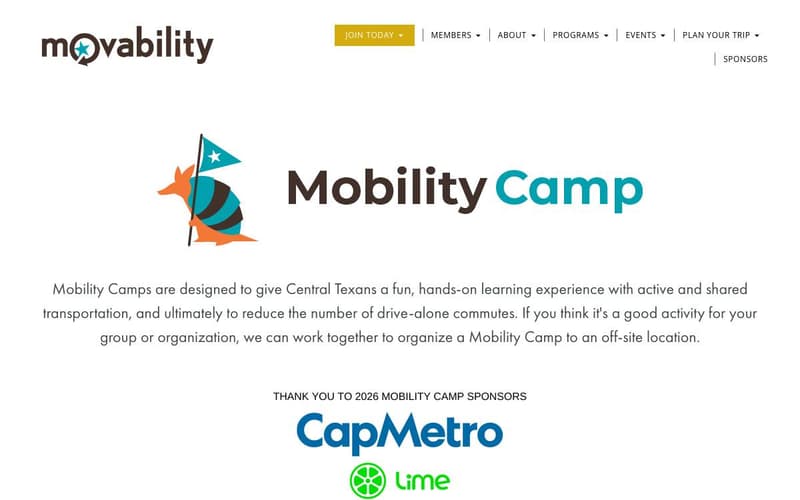 movability
JOIN TODAY
MEMBERS
ABOUT
PROGRAMS
EVENTS
PLAN YOUR TRIP
SPONSORS
Mobility Camp
Mobility Camps are designed to give Central Texans a fun, hands-on learning experience with active and shared
transportation, and ultimately to reduce the number of drive-alone commutes. If you think it's a good activity for your
group or organization, we can work together to organize a Mobility Camp to an off-site location.
THANK YOU TO 2026 MOBILITY CAMP SPONSORS
CapMetro
Lime